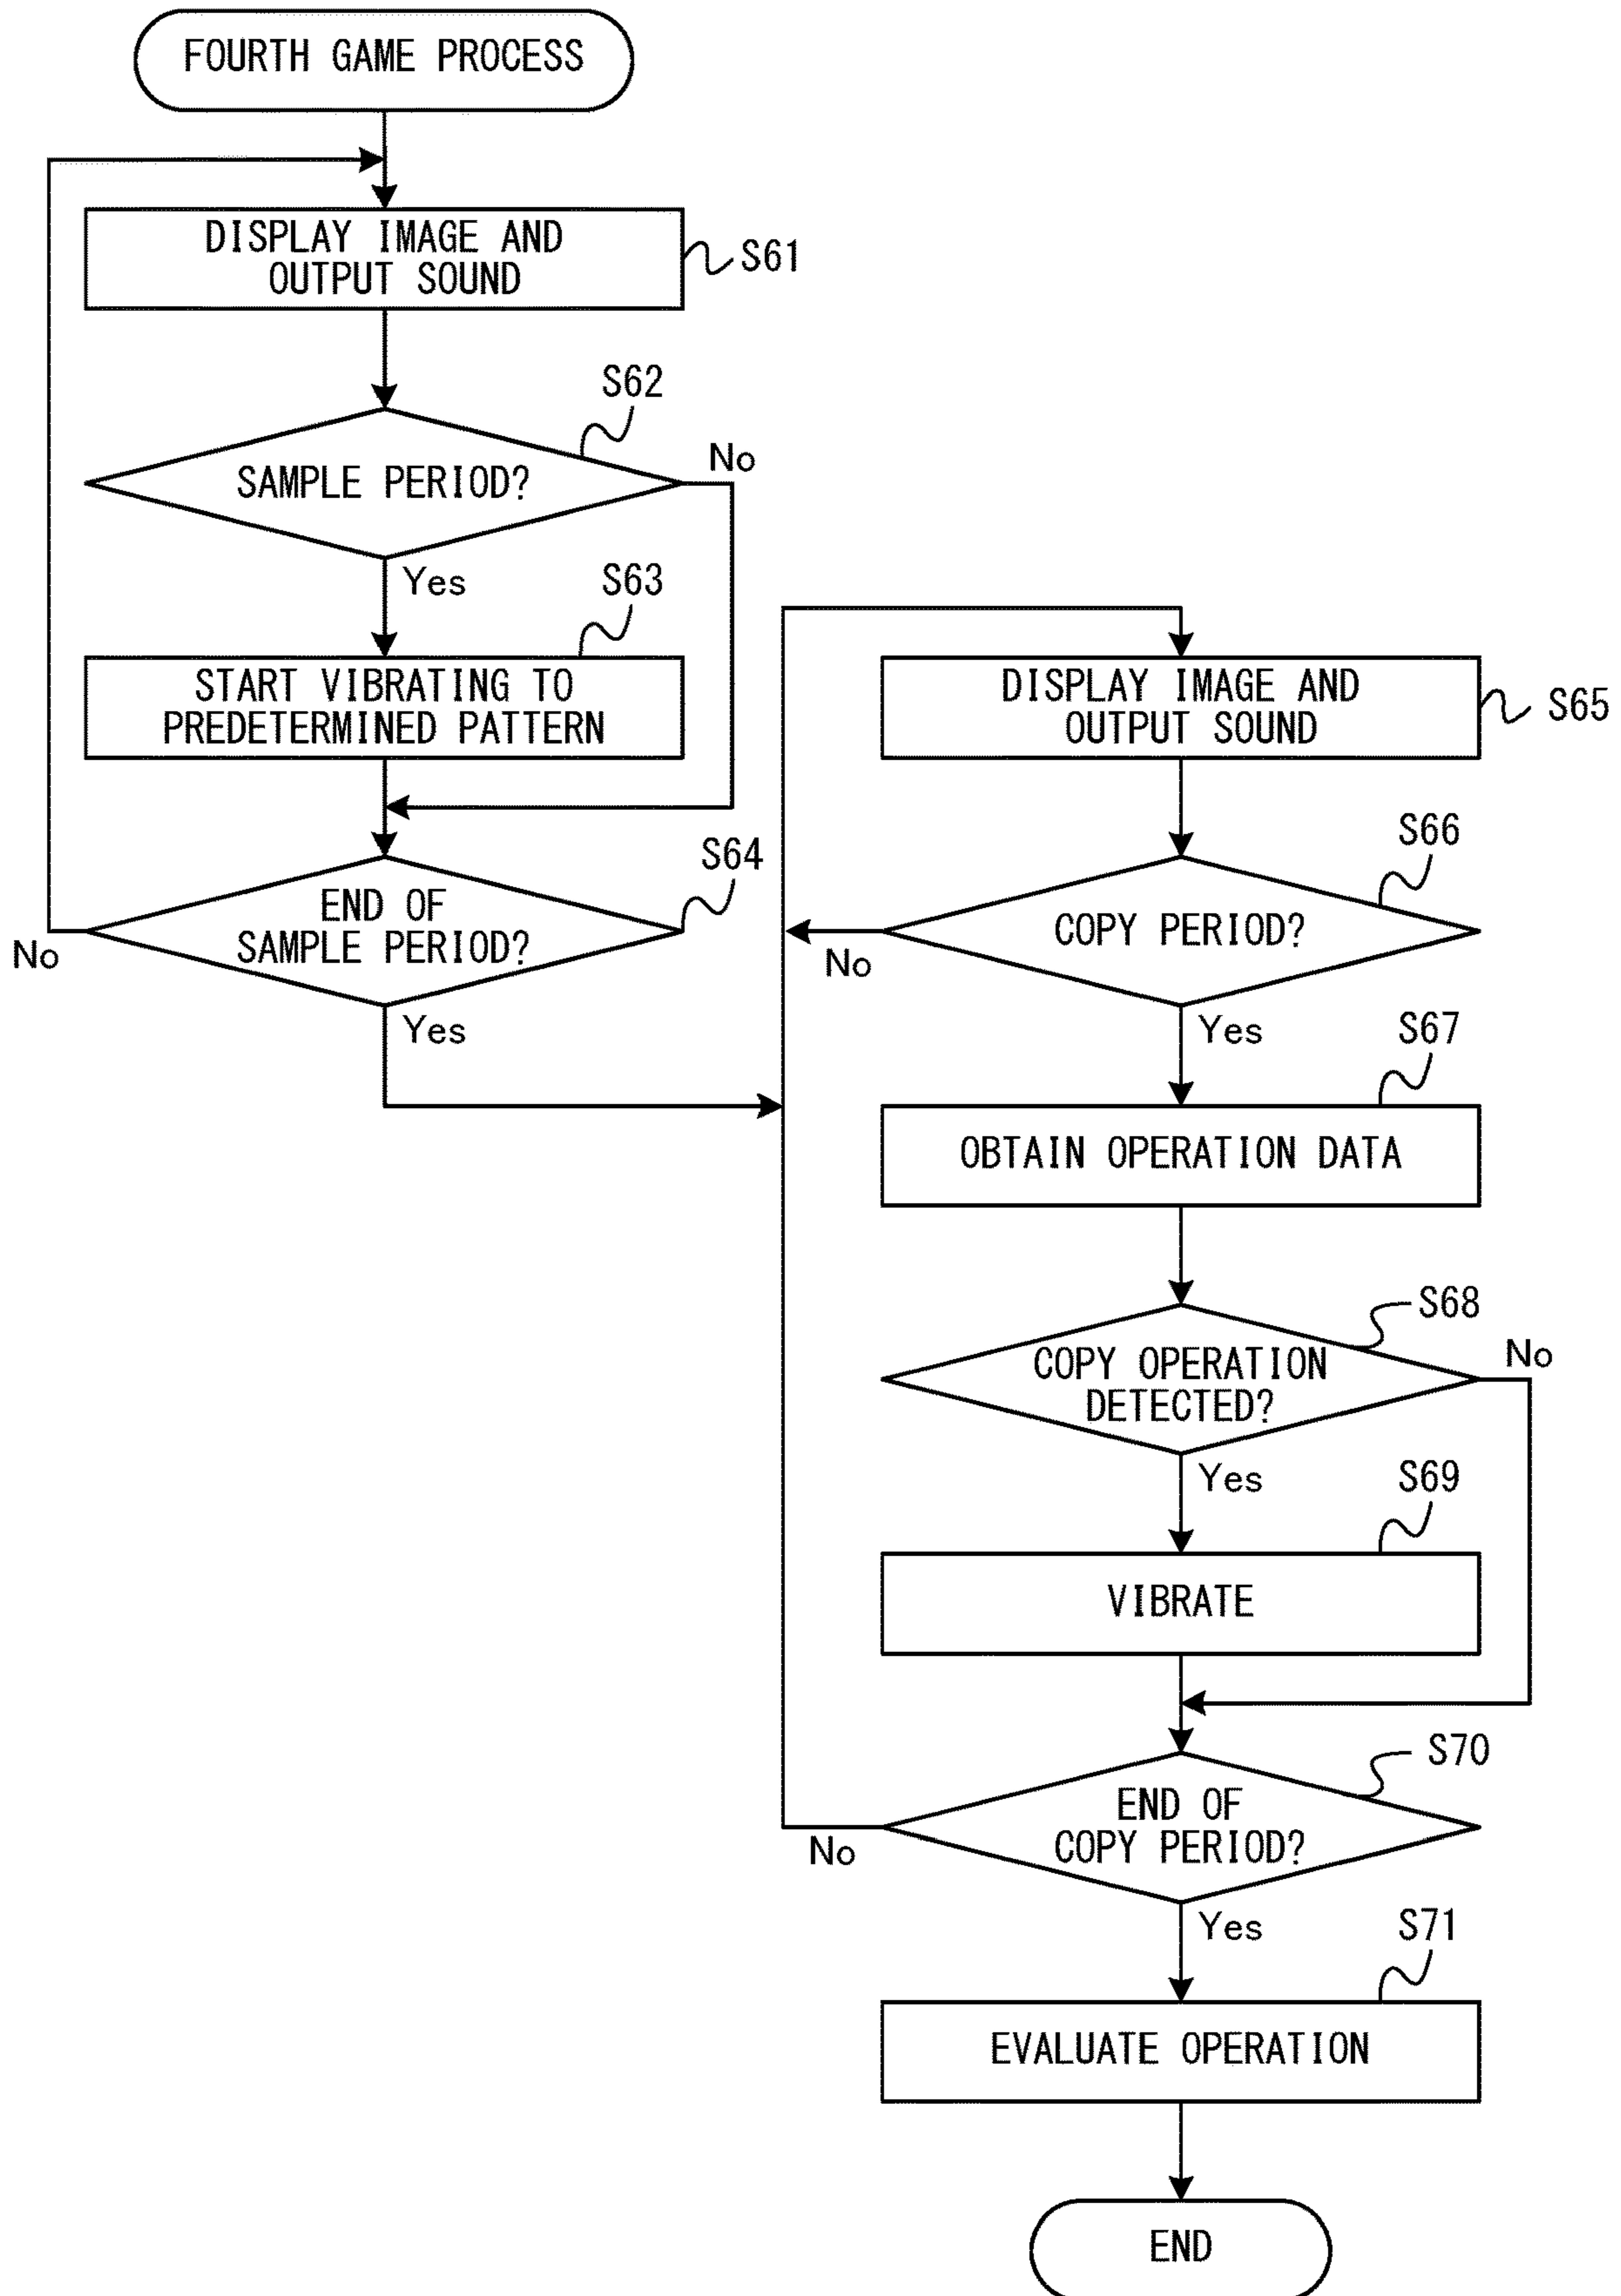 FOURTH GAME PROCESS
DISPLAY IMAGE AND
OUTPUT SOUND
S61
S62
SAMPLE PERIOD?
No
Yes
S63
START VIBRATING TO
PREDETERMINED PATTERN
S64
END OF
SAMPLE PERIOD?
No
Yes
DISPLAY IMAGE AND
OUTPUT SOUND
S65
S66
COPY PERIOD?
No
Yes
S67
OBTAIN OPERATION DATA
S68
COPY OPERATION
DETECTED?
No
Yes
S69
VIBRATE
S70
END OF
COPY PERIOD?
No
Yes
S71
EVALUATE OPERATION
END